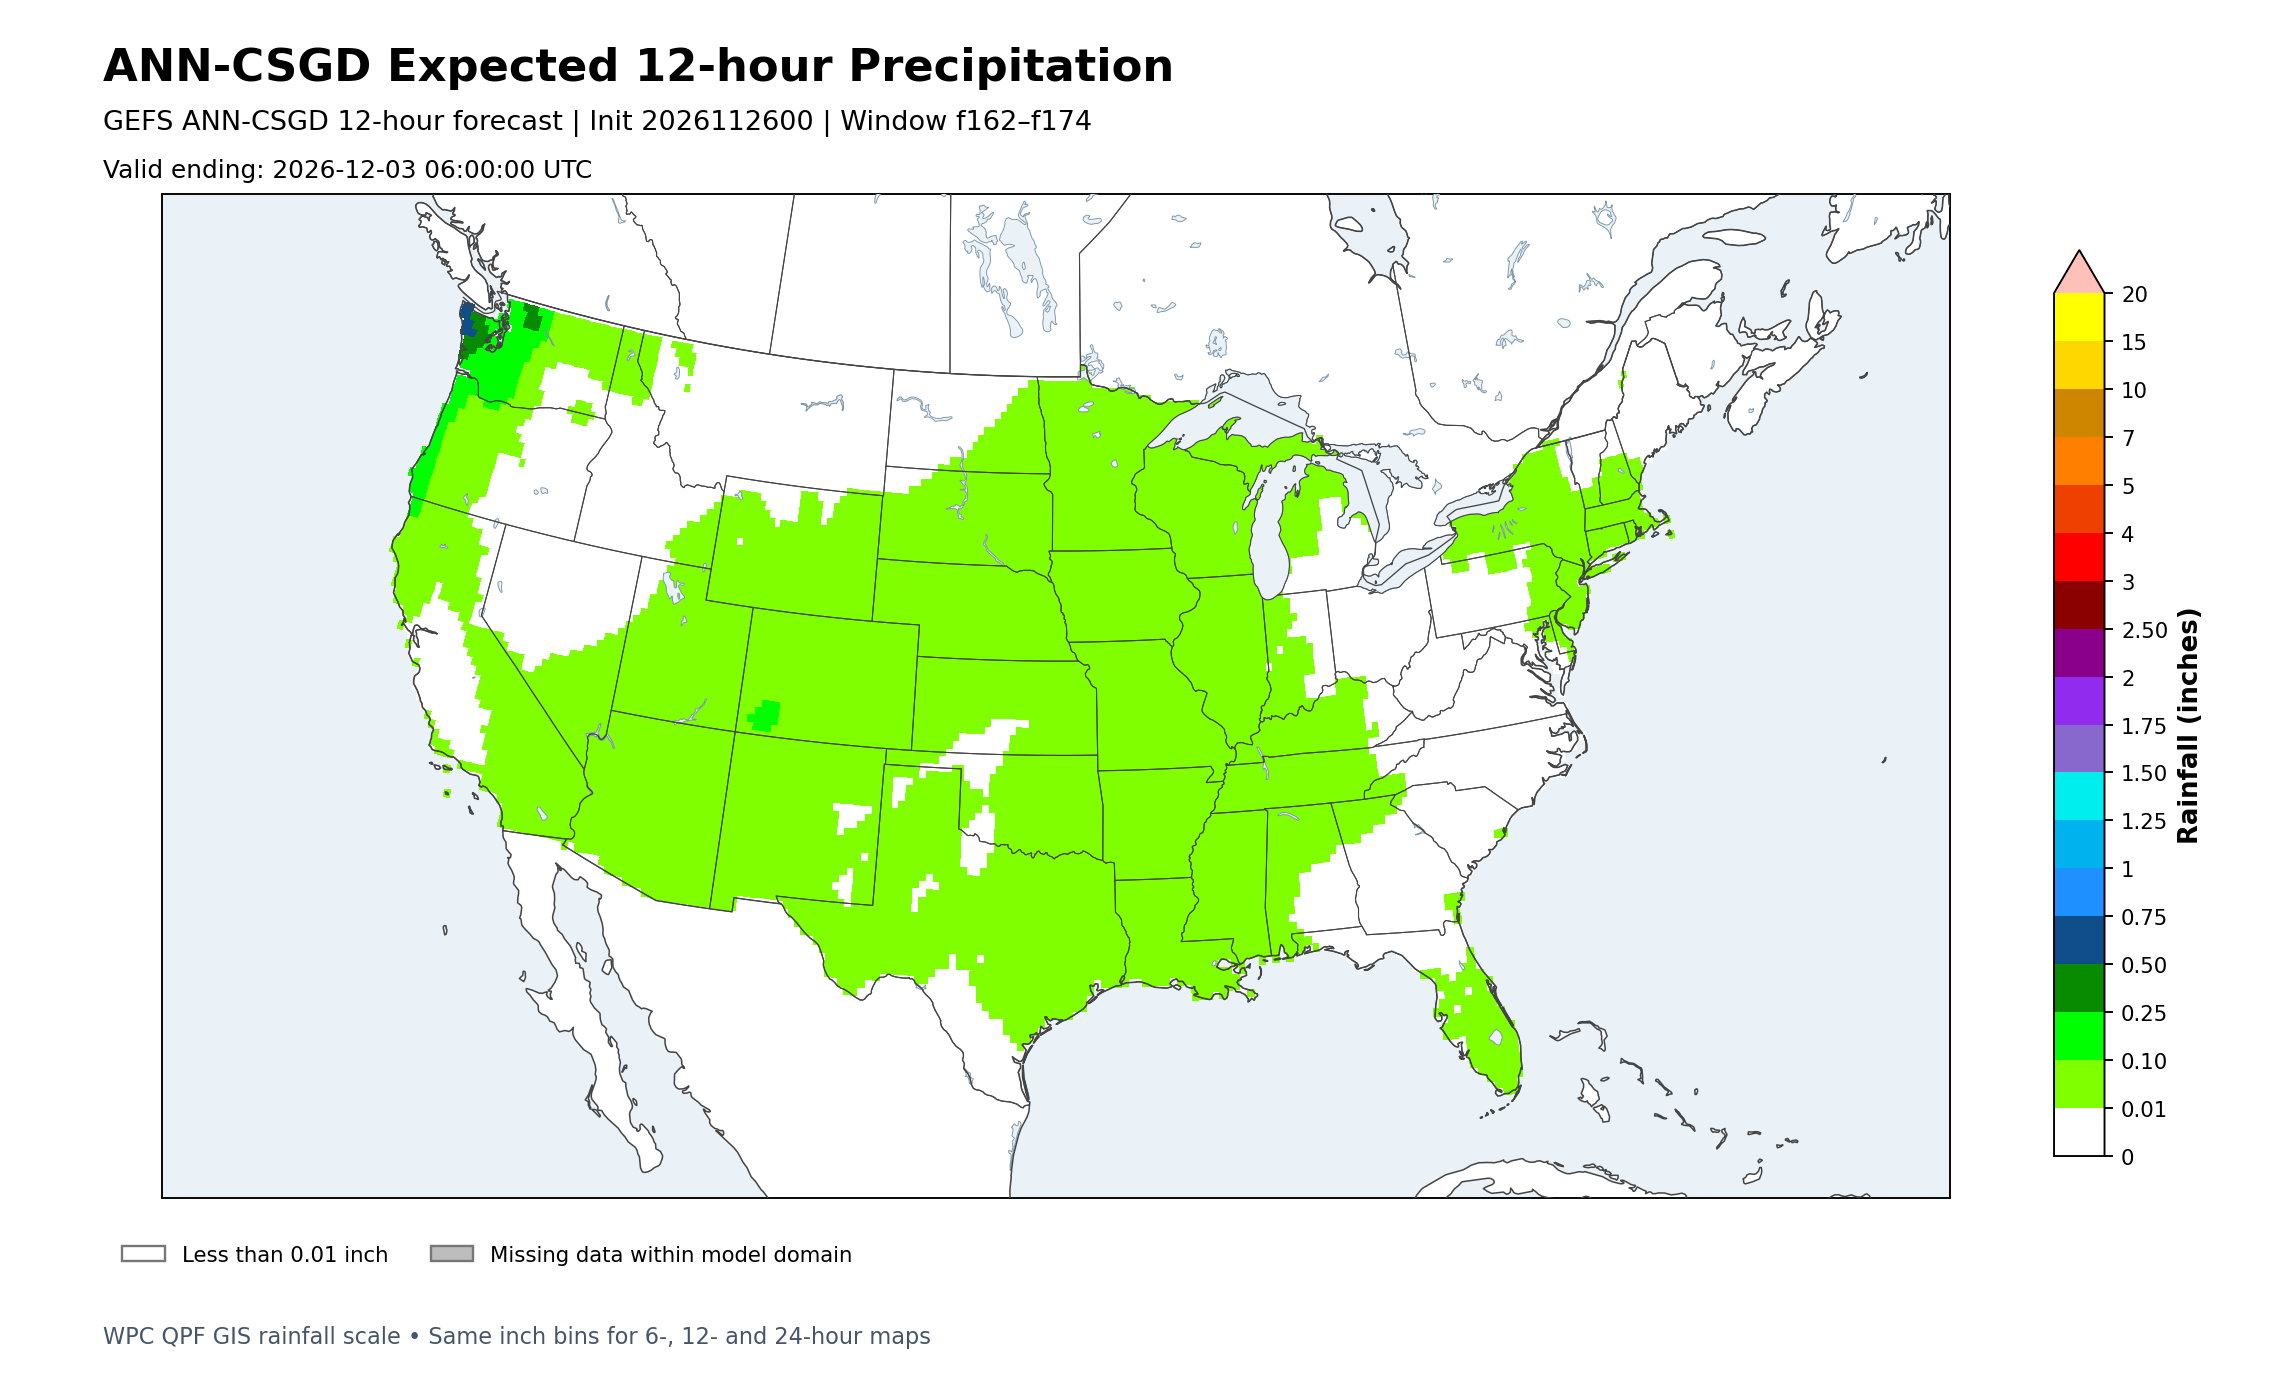 ANN-CSGD Expected 12-hour Precipitation
GEFS ANN-CSGD 12-hour forecast | Init 2026112600 | Window f162–f174
Valid ending: 2026-12-03 06:00:00 UTC
20
15
10
7
5
4
3
2.50
2
1.75
1.50
1.25
1
0.75
0.50
0.25
0.10
0.01
0
Rainfall (inches)
Less than 0.01 inch
Missing data within model domain
WPC QPF GIS rainfall scale • Same inch bins for 6-, 12- and 24-hour maps